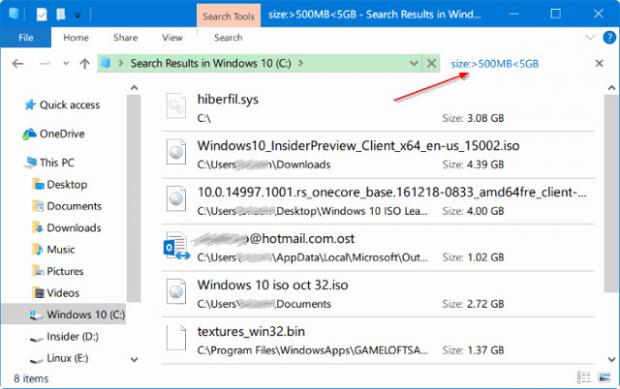 Search Tools
size:>500MB<5GB - Search Results in Wind...
File
Home
Share
View
Search
Search Results in Windows 10 (C:)
size:>500MB<5GB
Quick access
OneDrive
This PC
Desktop
Documents
Downloads
Music
Pictures
Videos
Windows 10 (C:)
Insider (D:)
Linux (E:)
hiberfil.sys
C:\
Size: 3.08 GB
Windows10_InsiderPreview_Client_x64_en-us_15002.iso
C:\Users\ \Downloads
Size: 4.39 GB
10.0.14997.1001.rs_onecore_base.161218-0833_amd64fre_client-...
C:\Users\ \Desktop\Windows 10 ISO Lea...
Size: 4.00 GB
@hotmail.com.ost
C:\Users\ \AppData\Local\Microsoft\Out...
Size: 1.02 GB
Windows 10 iso oct 32.iso
C:\Users\ \Documents
Size: 2.72 GB
textures_win32.bin
C:\Program Files\WindowsApps\GAMELOFTSA...
Size: 1.37 GB
8 items